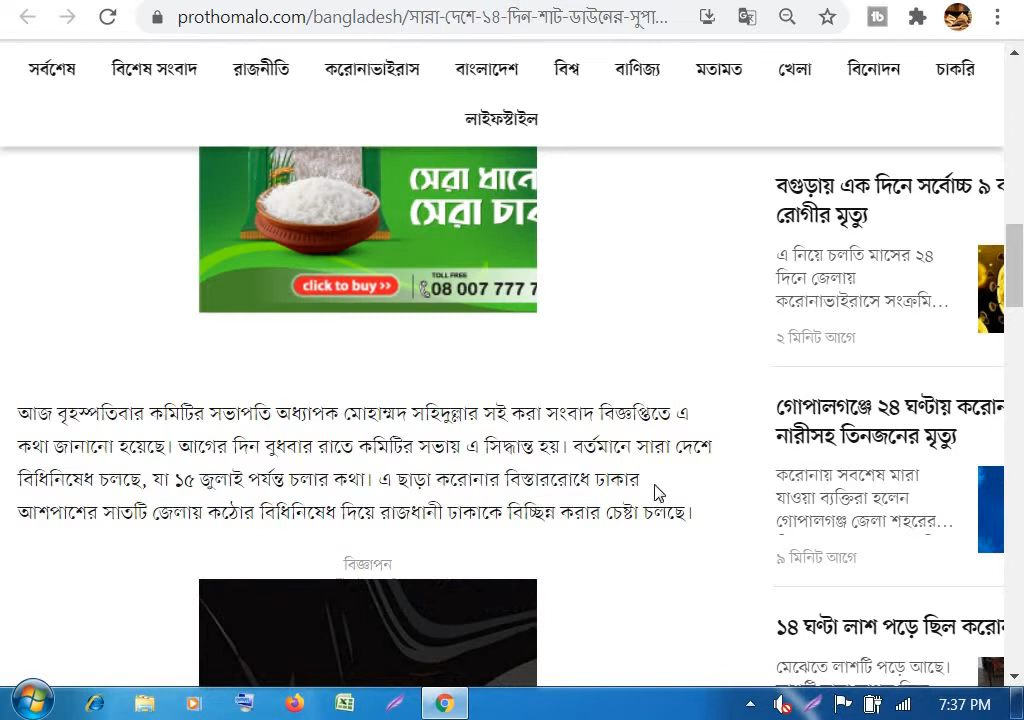 prothomalo.com/bangladesh/সারা-দেশে-১৪-দিন-শাট-ডাউনের-সুপা...
সর্বশেষ বিশেষ সংবাদ রাজনীতি করোনাভাইরাস বাংলাদেশ বিশ্ব বাণিজ্য মতামত খেলা বিনোদন চাকরি
লাইফস্টাইল
সেরা ধানে
সেরা চা
click to buy >>
TOLL FREE
08 007 777 7
আজ বৃহস্পতিবার কমিটির সভাপতি অধ্যাপক মোহাম্মদ সহিদুল্লার সই করা সংবাদ বিজ্ঞপ্তিতে এ
কথা জানানো হয়েছে। আগের দিন বুধবার রাতে কমিটির সভায় এ সিদ্ধান্ত হয়। বর্তমানে সারা দেশে
বিধিনিষেধ চলছে, যা ১৫ জুলাই পর্যন্ত চলার কথা। এ ছাড়া করোনার বিস্তাররোধে ঢাকার
আশপাশের সাতটি জেলায় কঠোর বিধিনিষেধ দিয়ে রাজধানী ঢাকাকে বিচ্ছিন্ন করার চেষ্টা চলছে।
বিজ্ঞাপন
বগুড়ায় এক দিনে সর্বোচ্চ ৯
রোগীর মৃত্যু
এ নিয়ে চলতি মাসের ২৪
দিনে জেলায়
করোনাভাইরাসে সংক্রমি...
২ মিনিট আগে
গোপালগঞ্জে ২৪ ঘণ্টায় করোন
নারীসহ তিনজনের মৃত্যু
করোনায় সবশেষ মারা
যাওয়া ব্যক্তিরা হলেন
গোপালগঞ্জ জেলা শহরের...
৯ মিনিট আগে
১৪ ঘণ্টা লাশ পড়ে ছিল করো
মেঝেতে লাশটি পড়ে আছে।
7:37 PM